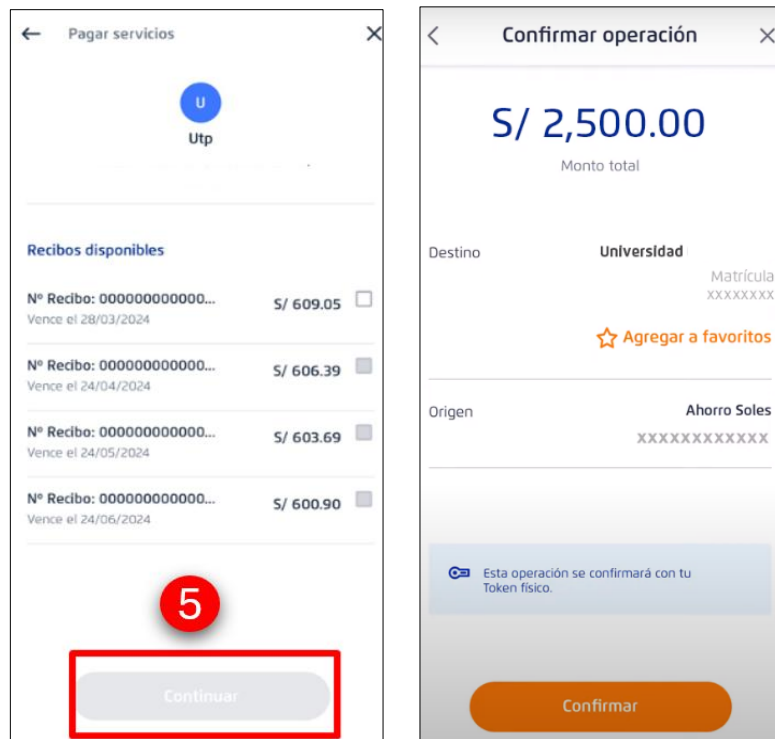 Pagar servicios
U
Utp
Recibos disponibles
Nº Recibo: 000000000000...
S/ 609.05
Vence el 28/03/2024
Nº Recibo: 000000000000...
S/ 606.39
Vence el 24/04/2024
Nº Recibo: 000000000000...
S/ 603.69
Vence el 24/05/2024
Nº Recibo: 000000000000...
S/ 600.90
Vence el 24/06/2024
5
Continuar
Confirmar operación
S/ 2,500.00
Monto total
Destino
Universidad
Matrícula
xxxxxxxx
Agregar a favoritos
Origen
Ahorro Soles
xxxxxxxxxxxx
Esta operación se confirmará con tu
Token físico.
Confirmar